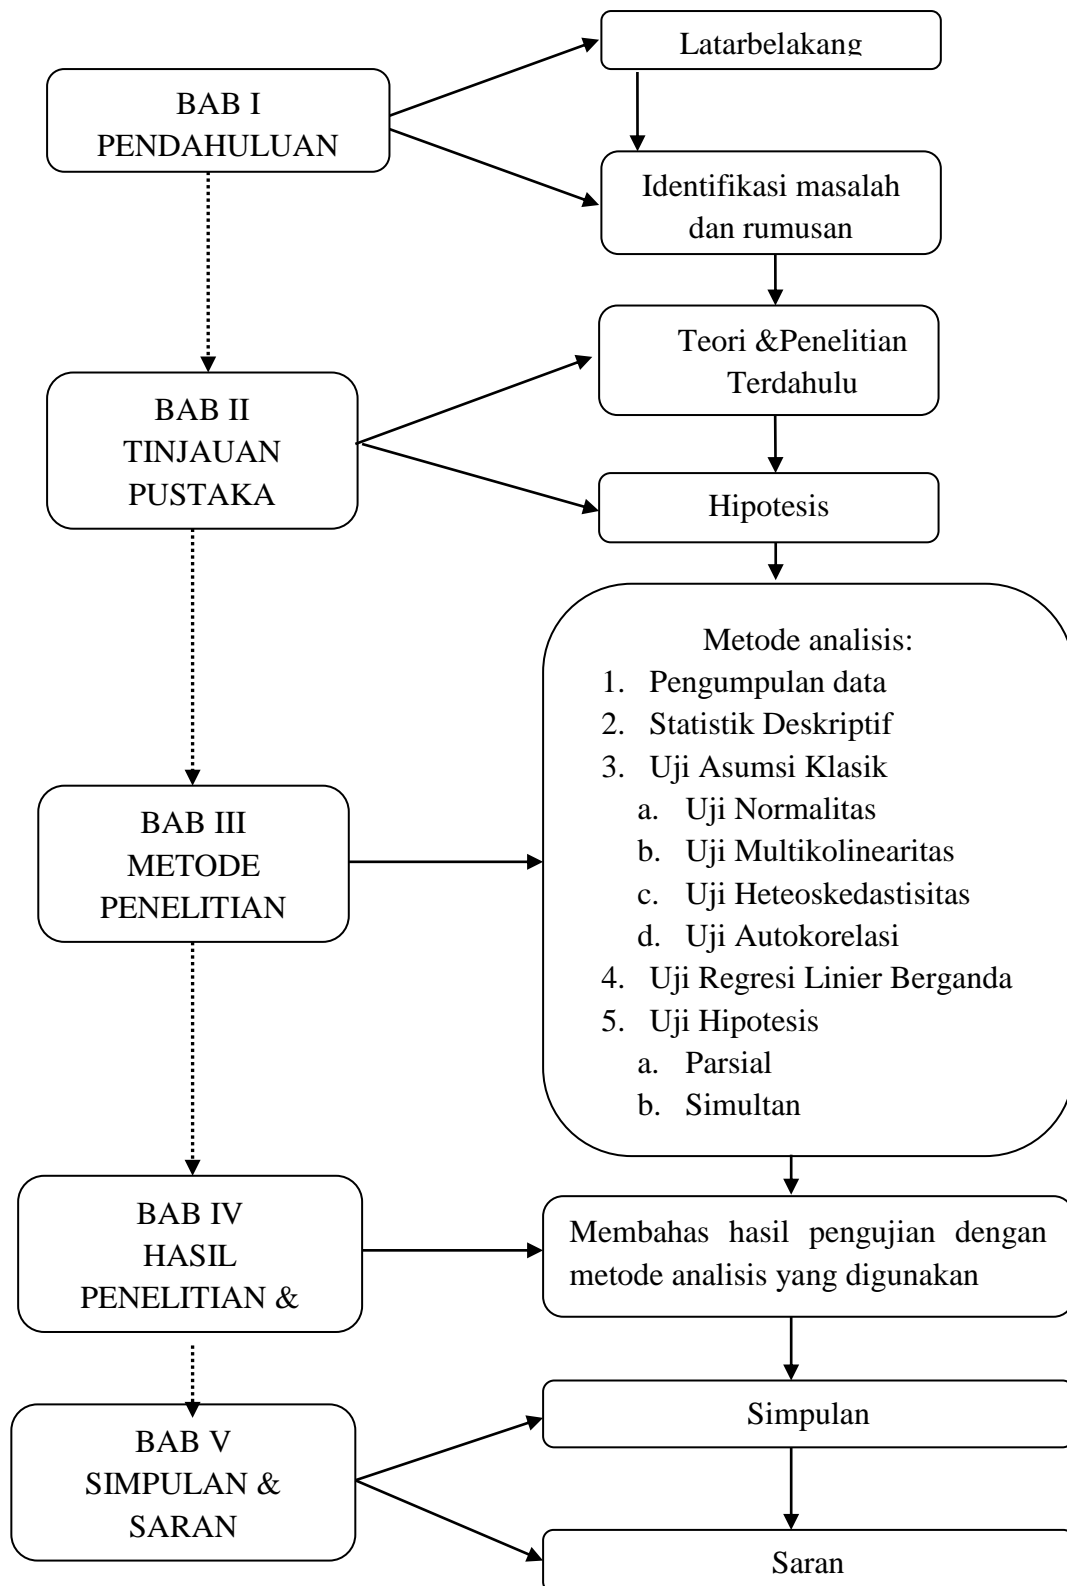 Latarbelakang
BAB I
PENDAHULUAN
Identifikasi masalah
dan rumusan
Teori &Penelitian
Terdahulu
BAB II
TINJAUAN
PUSTAKA
Hipotesis
Metode analisis:
1. Pengumpulan data
2. Statistik Deskriptif
3. Uji Asumsi Klasik
a. Uji Normalitas
b. Uji Multikolinearitas
c. Uji Heteoskedastisitas
d. Uji Autokorelasi
4. Uji Regresi Linier Berganda
5. Uji Hipotesis
a. Parsial
b. Simultan
BAB III
METODE
PENELITIAN
BAB IV
HASIL
PENELITIAN &
Membahas hasil pengujian dengan
metode analisis yang digunakan
Simpulan
BAB V
SIMPULAN &
SARAN
Saran